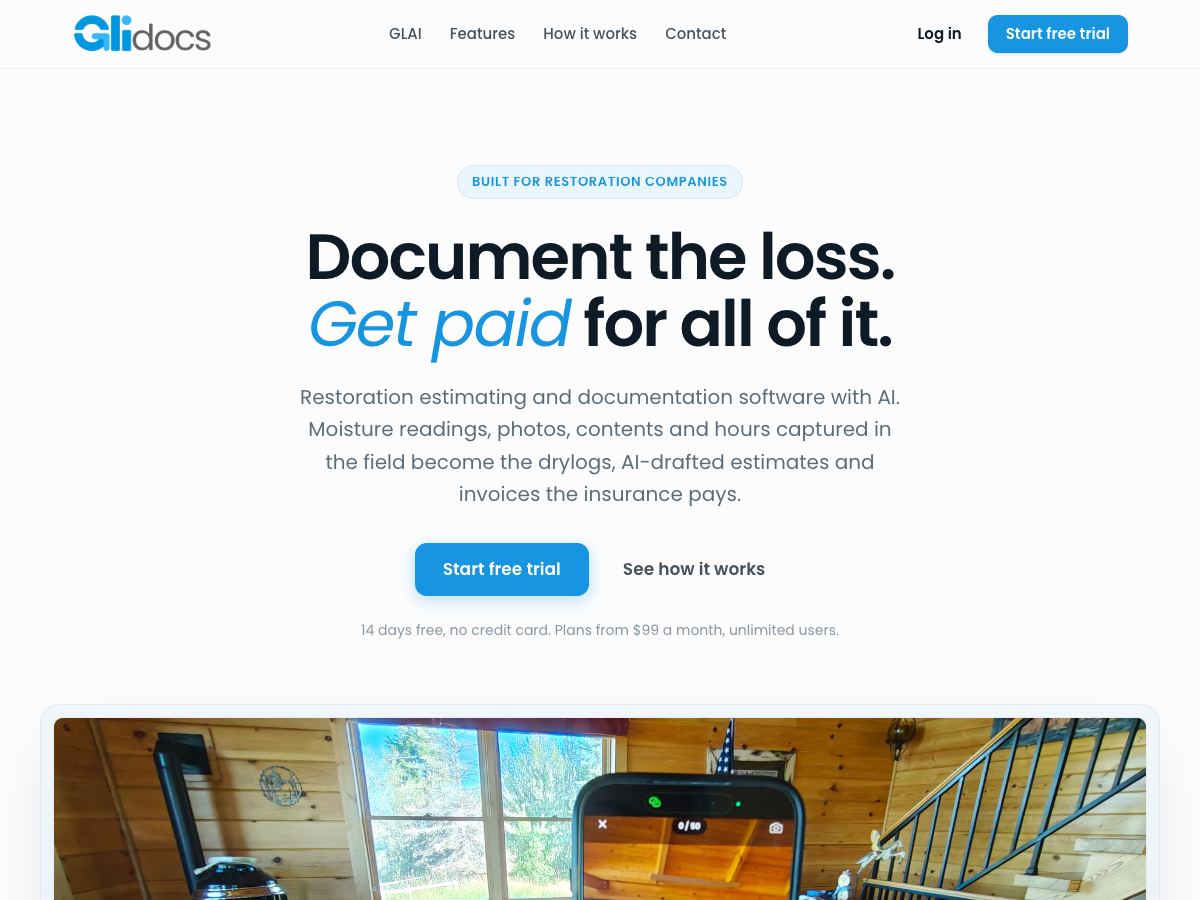 Glidocs
GLAI Features How it works Contact
Log in Start free trial
BUILT FOR RESTORATION COMPANIES
Document the loss.
Get paid for all of it.
Restoration estimating and documentation software with AI.
Moisture readings, photos, contents and hours captured in
the field become the drylogs, AI-drafted estimates and
invoices the insurance pays.
Start free trial See how it works
14 days free, no credit card. Plans from $99 a month, unlimited users.
0/50